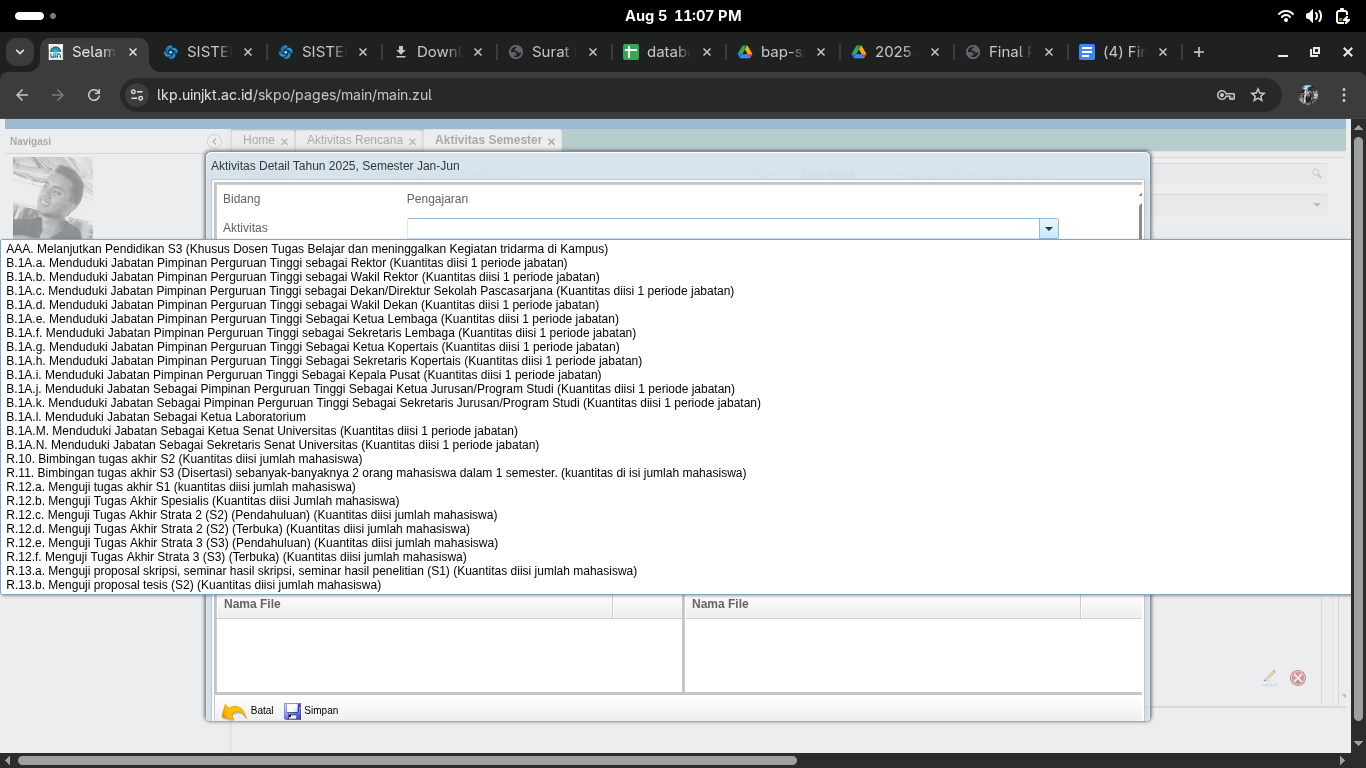 Aug 5 11:07 PM
Selam
SISTE
SISTE
Downl
Surat
datab
bap-s
2025
Final
(4) Fir
lkp.uinjkt.ac.id/skpo/pages/main/main.zul
Navigasi
Home
Aktivitas Rencana
Aktivitas Semester
Aktivitas Detail Tahun 2025, Semester Jan-Jun
Bidang Pengajaran
Aktivitas
AAA. Melanjutkan Pendidikan S3 (Khusus Dosen Tugas Belajar dan meninggalkan Kegiatan tridarma di Kampus)
B.1A.a. Menduduki Jabatan Pimpinan Perguruan Tinggi sebagai Rektor (Kuantitas diisi 1 periode jabatan)
B.1A.b. Menduduki Jabatan Pimpinan Perguruan Tinggi sebagai Wakil Rektor (Kuantitas diisi 1 periode jabatan)
B.1A.c. Menduduki Jabatan Pimpinan Perguruan Tinggi sebagai Dekan/Direktur Sekolah Pascasarjana (Kuantitas diisi 1 periode jabatan)
B.1A.d. Menduduki Jabatan Pimpinan Perguruan Tinggi sebagai Wakil Dekan (Kuantitas diisi 1 periode jabatan)
B.1A.e. Menduduki Jabatan Pimpinan Perguruan Tinggi Sebagai Ketua Lembaga (Kuantitas diisi 1 periode jabatan)
B.1A.f. Menduduki Jabatan Pimpinan Perguruan Tinggi sebagai Sekretaris Lembaga (Kuantitas diisi 1 periode jabatan)
B.1A.g. Menduduki Jabatan Pimpinan Perguruan Tinggi Sebagai Ketua Kopertais (Kuantitas diisi 1 periode jabatan)
B.1A.h. Menduduki Jabatan Pimpinan Perguruan Tinggi Sebagai Sekretaris Kopertais (Kuantitas diisi 1 periode jabatan)
B.1A.i. Menduduki Jabatan Pimpinan Perguruan Tinggi Sebagai Kepala Pusat (Kuantitas diisi 1 periode jabatan)
B.1A.j. Menduduki Jabatan Sebagai Pimpinan Perguruan Tinggi Sebagai Ketua Jurusan/Program Studi (Kuantitas diisi 1 periode jabatan)
B.1A.k. Menduduki Jabatan Sebagai Pimpinan Perguruan Tinggi Sebagai Sekretaris Jurusan/Program Studi (Kuantitas diisi 1 periode jabatan)
B.1A.l. Menduduki Jabatan Sebagai Ketua Laboratorium
B.1A.M. Menduduki Jabatan Sebagai Ketua Senat Universitas (Kuantitas diisi 1 periode jabatan)
B.1A.N. Menduduki Jabatan Sebagai Sekretaris Senat Universitas (Kuantitas diisi 1 periode jabatan)
R.10. Bimbingan tugas akhir S2 (Kuantitas diisi jumlah mahasiswa)
R.11. Bimbingan tugas akhir S3 (Disertasi) sebanyak-banyaknya 2 orang mahasiswa dalam 1 semester. (kuantitas di isi jumlah mahasiswa)
R.12.a. Menguji tugas akhir S1 (kuantitas diisi jumlah mahasiswa)
R.12.b. Menguji Tugas Akhir Spesialis (Kuantitas diisi Jumlah mahasiswa)
R.12.c. Menguji Tugas Akhir Strata 2 (S2) (Pendahuluan) (Kuantitas diisi jumlah mahasiswa)
R.12.d. Menguji Tugas Akhir Strata 2 (S2) (Terbuka) (Kuantitas diisi jumlah mahasiswa)
R.12.e. Menguji Tugas Akhir Strata 3 (S3) (Pendahuluan) (Kuantitas diisi jumlah mahasiswa)
R.12.f. Menguji Tugas Akhir Strata 3 (S3) (Terbuka) (Kuantitas diisi jumlah mahasiswa)
R.13.a. Menguji proposal skripsi, seminar hasil skripsi, seminar hasil penelitian (S1) (Kuantitas diisi jumlah mahasiswa)
R.13.b. Menguji proposal tesis (S2) (Kuantitas diisi jumlah mahasiswa)
Nama File Nama File
Batal Simpan